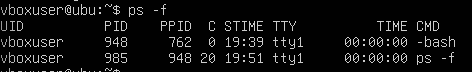 vboxuser@ubu:~$ ps -f
UID          PID    PPID  C STIME TTY          TIME CMD
vboxuser     948     762  0 19:39 tty1     00:00:00 -bash
vboxuser     985     948 20 19:51 tty1     00:00:00 ps -f